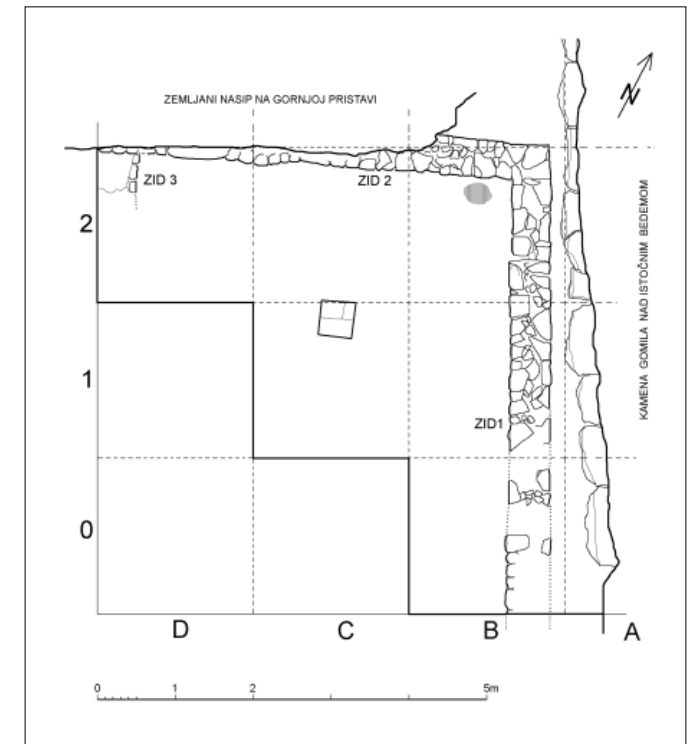 ZEMLJANI NASIP NA GORNJOJ PRISTAVI
N
ZID 3
ZID 2
2
KAMENA GOMILA NAD ISTOČNIM BEDEMOM
1
ZID1
0
D
C
B
A
0
1
2
5m